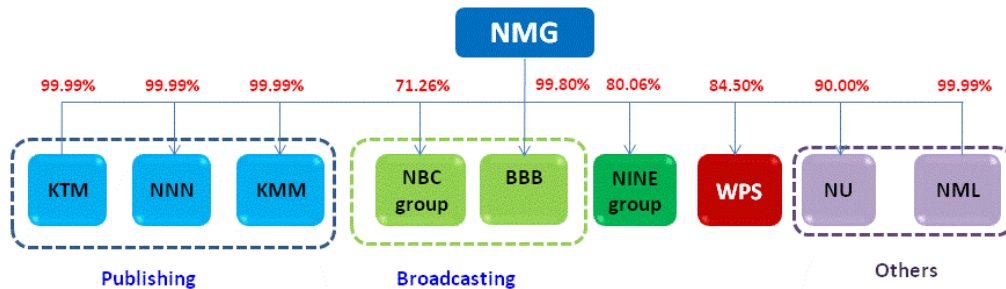 NMG
99.99% 99.99% 99.99% 71.26% 99.80% 80.06% 84.50% 90.00% 99.99%
KTM NNN KMM NBC group BBB NINE group WPS NU NML
Publishing Broadcasting Others